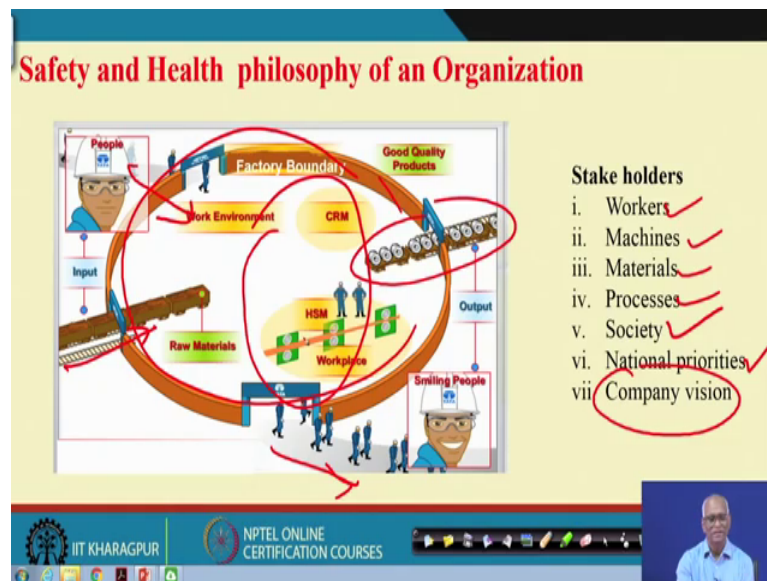 Safety and Health philosophy of an Organization
People
Factory Boundary
Good Quality
Products
Work Environment
CRM
Input
HSM
Output
Raw Materials
Workplace
Smiling People
Stake holders
i. Workers
ii. Machines
iii. Materials
iv. Processes
v. Society
vi. National priorities
vii Company vision
IIT KHARAGPUR
NPTEL ONLINE
CERTIFICATION COURSES